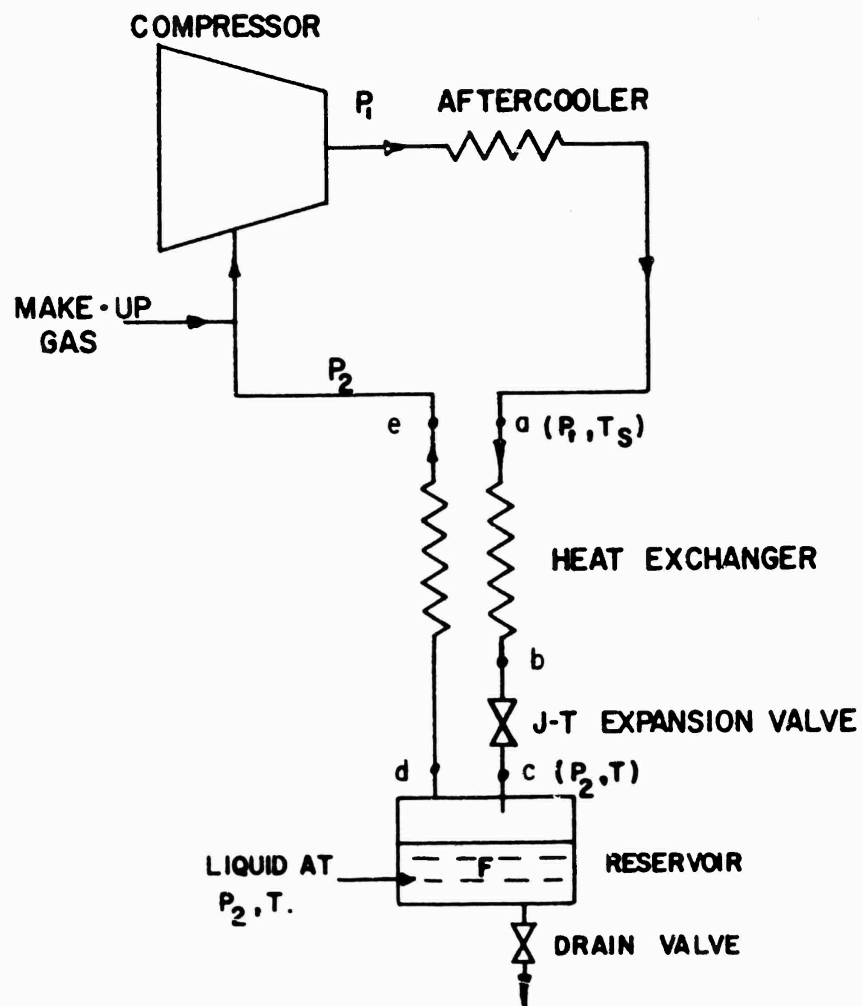 COMPRESSOR
P₁ AFTERCOOLER
MAKE-UP
GAS
P₂
e
a (P₁, T_S)
HEAT EXCHANGER
b
J-T EXPANSION VALVE
d
c (P₂, T)
F
RESERVOIR
LIQUID AT
P₂, T.
DRAIN VALVE